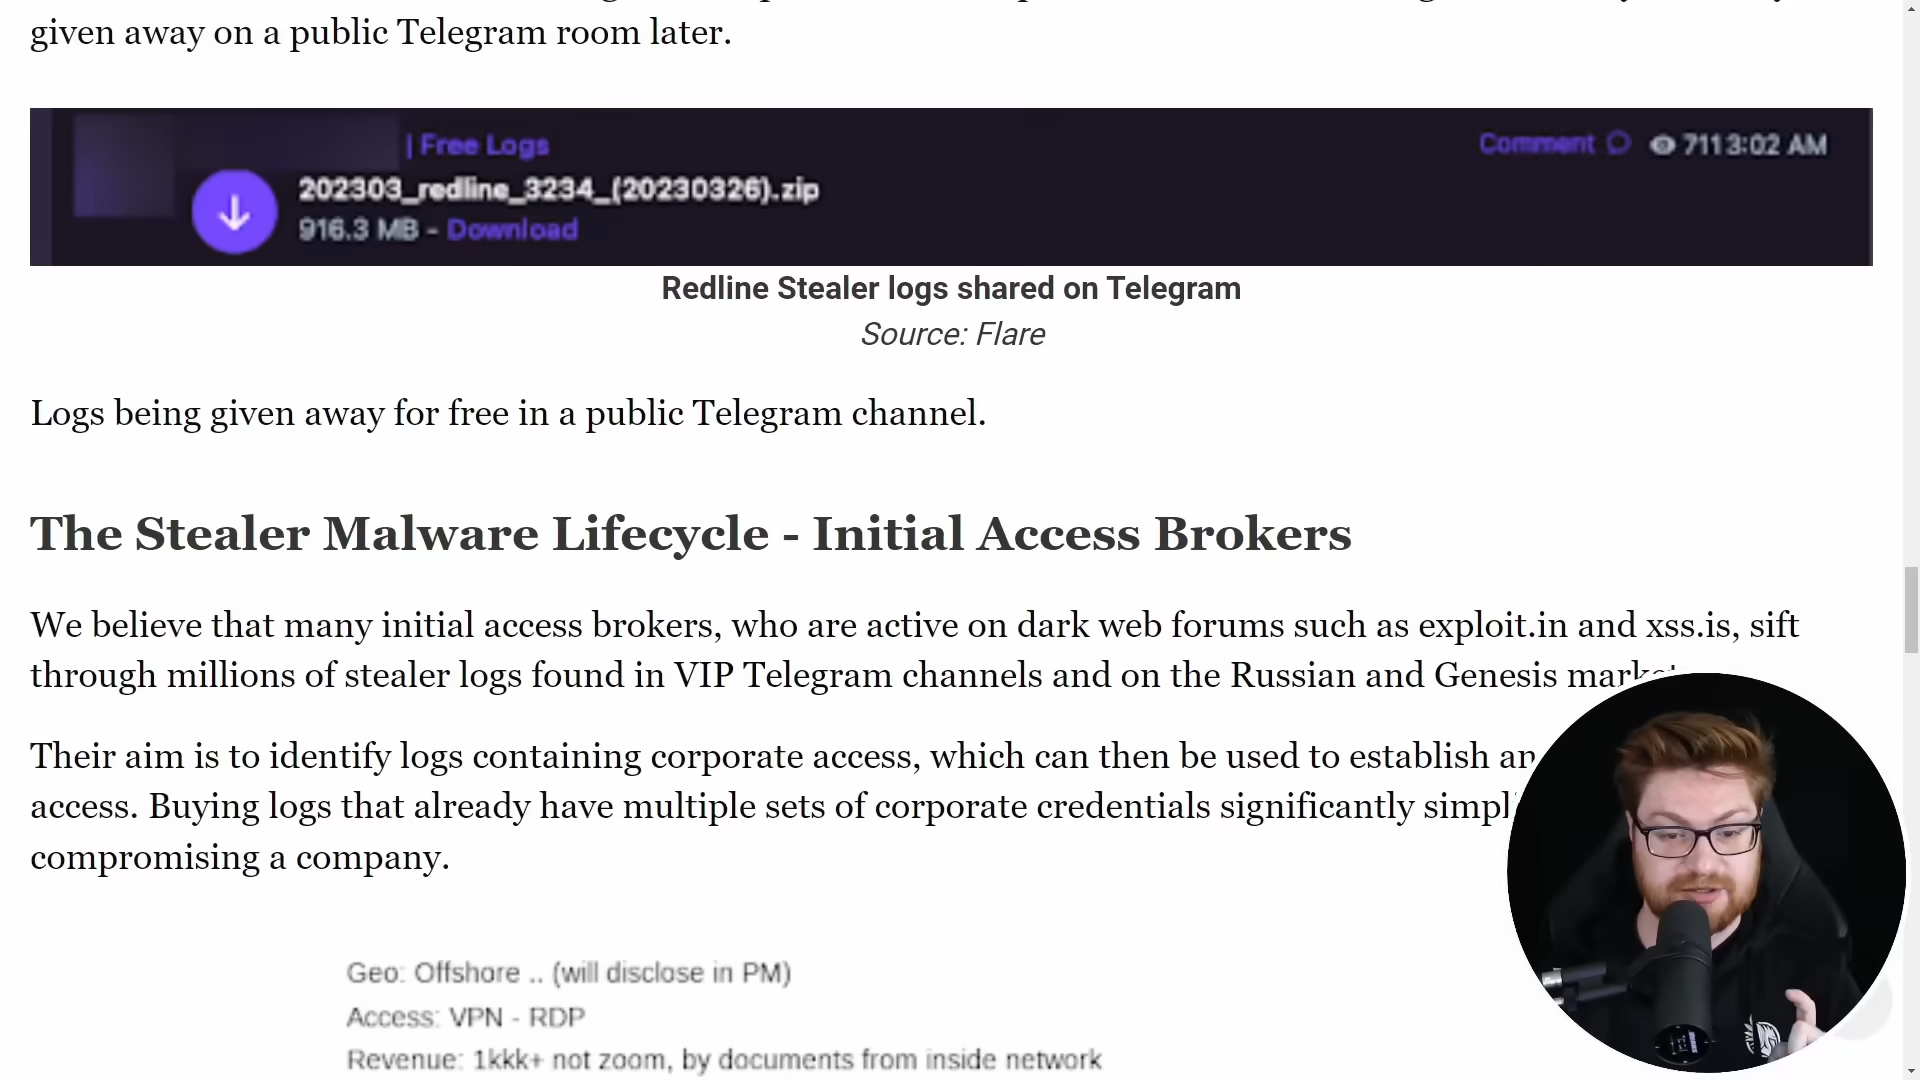 given away on a public Telegram room later.
| Free Logs
Comment 711 3:02 AM
202303_redline_3234_(20230326).zip
916.3 MB - Download
Redline Stealer logs shared on Telegram
Source: Flare
Logs being given away for free in a public Telegram channel.
The Stealer Malware Lifecycle - Initial Access Brokers
We believe that many initial access brokers, who are active on dark web forums such as exploit.in and xss.is, sift
through millions of stealer logs found in VIP Telegram channels and on the Russian and Genesis
Their aim is to identify logs containing corporate access, which can then be used to establish an
access. Buying logs that already have multiple sets of corporate credentials significantly
compromising a company.
Geo: Offshore .. (will disclose in PM)
Access: VPN - RDP
Revenue: 1kkk+ not zoom, by documents from inside network